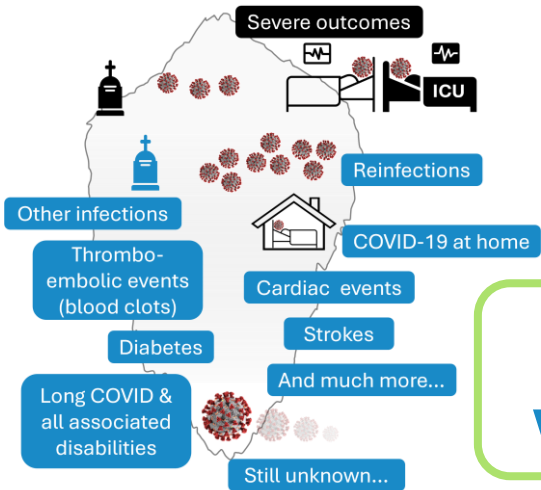 Severe outcomes
ICU
Reinfections
Other infections
COVID-19 at home
Thrombo-
embolic events
(blood clots)
Cardiac events
Strokes
Diabetes
And much more...
Long COVID &
all associated
disabilities
Still unknown...